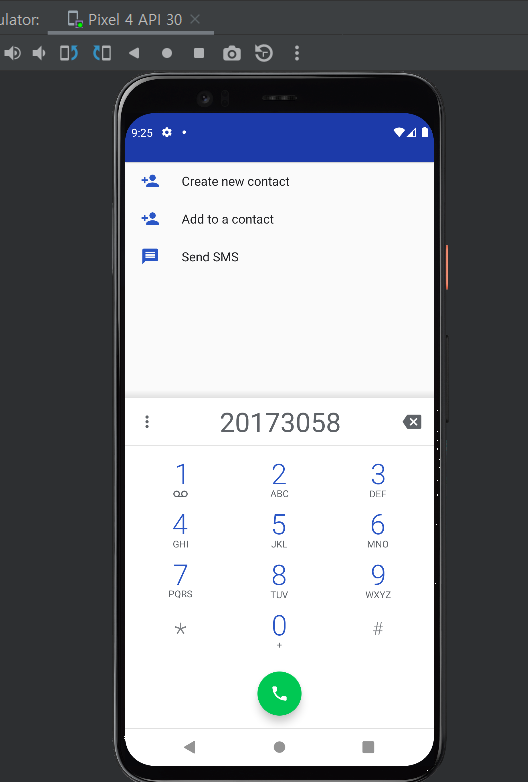 ulator:
Pixel 4 API 30
9:25
Create new contact
Add to a contact
Send SMS
20173058
1 2 ABC 3 DEF
4 GHI 5 JKL 6 MNO
7 PQRS 8 TUV 9 WXYZ
* 0 + #